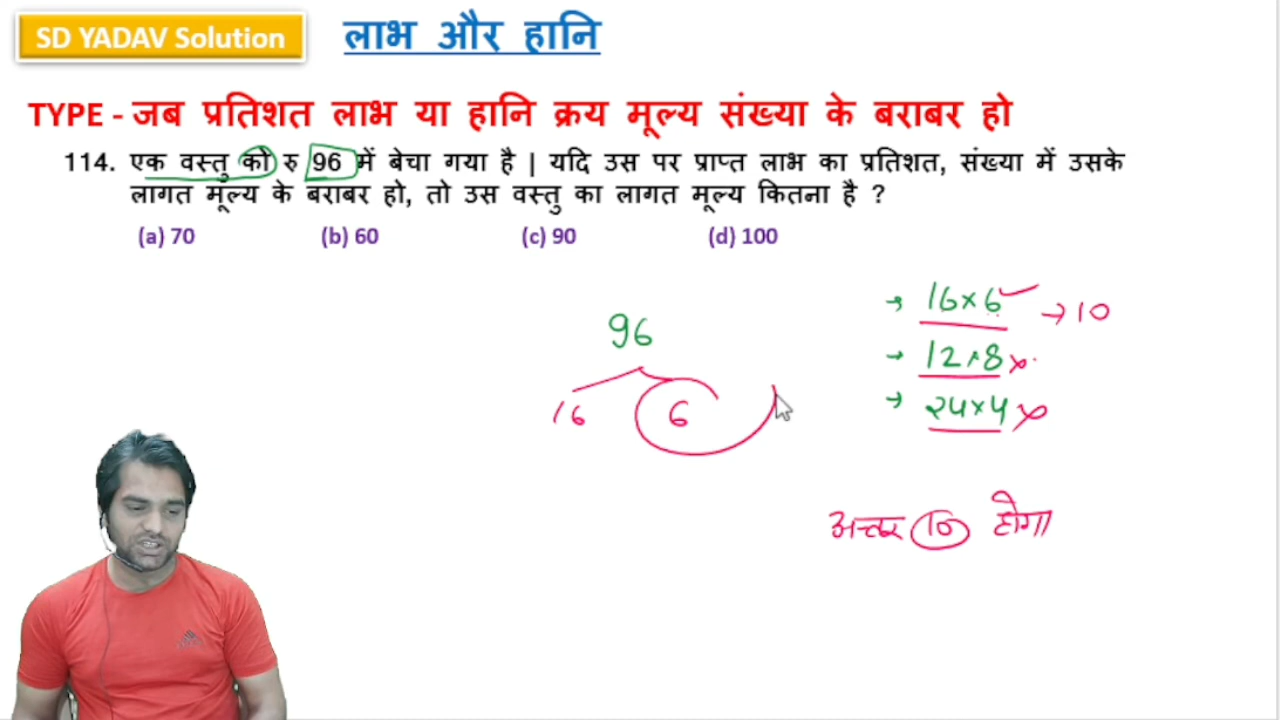 SD YADAV Solution
लाभ और हानि
TYPE - जब प्रतिशत लाभ या हानि क्रय मूल्य संख्या के बराबर हो
114. एक वस्तु को रु 96 में बेचा गया है | यदि उस पर प्राप्त लाभ का प्रतिशत, संख्या में उसके
लागत मूल्य के बराबर हो, तो उस वस्तु का लागत मूल्य कितना है ?
(a) 70 (b) 60 (c) 90 (d) 100
→ 16×6 ✓ → 10
96
→ 12×8 ×
16 6
→ 24×4 ×
अन्तर 10 होगा